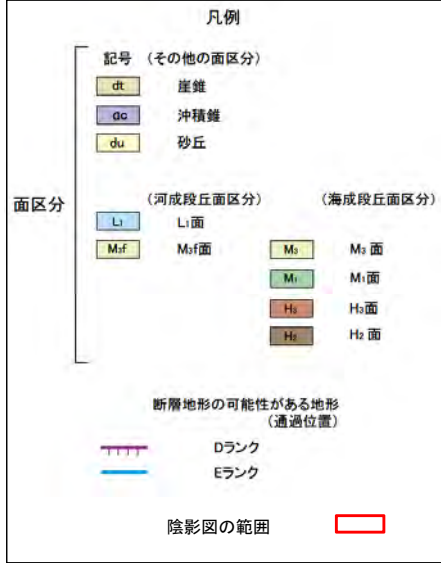 凡例
記号 (その他の面区分)
dt 崖錐
ac 沖積錐
du 砂丘
面区分
(河成段丘面区分) (海成段丘面区分)
L1 L1面
M3f M3f面 M3 M3 面
M1 M1面
H3 H3面
H2 H2 面
断層地形の可能性がある地形
(通過位置)
Dランク
Eランク
陰影図の範囲